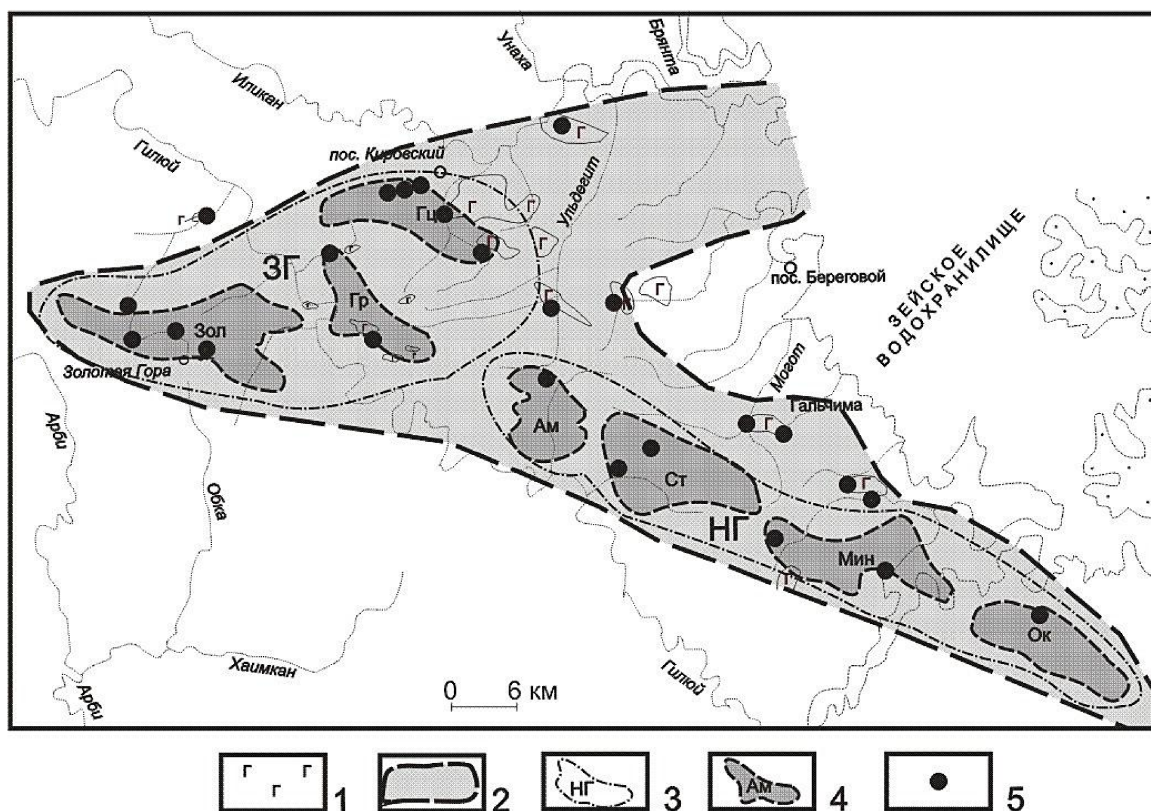 Унаха
Брянта
Иликан
Гилюй
пос. Кировский
Г
Ульдегит
г
Гц
Г
Г
ЗГ
Г
Г
пос. Береговой
Гр
Г
Г
ЗЕЙСКОЕ
ВОДОХРАНИЛИЩЕ
Зол
Г
Золотая Гора
Могот
Гальчима
Ам
Г
Арби
Ст
Г
Обка
НГ
Мин
Г
Ок
Хаимкан
Гилюй
Арби
0 6 км
Г Г
Г
1
2
НГ
3
Ам
4
5